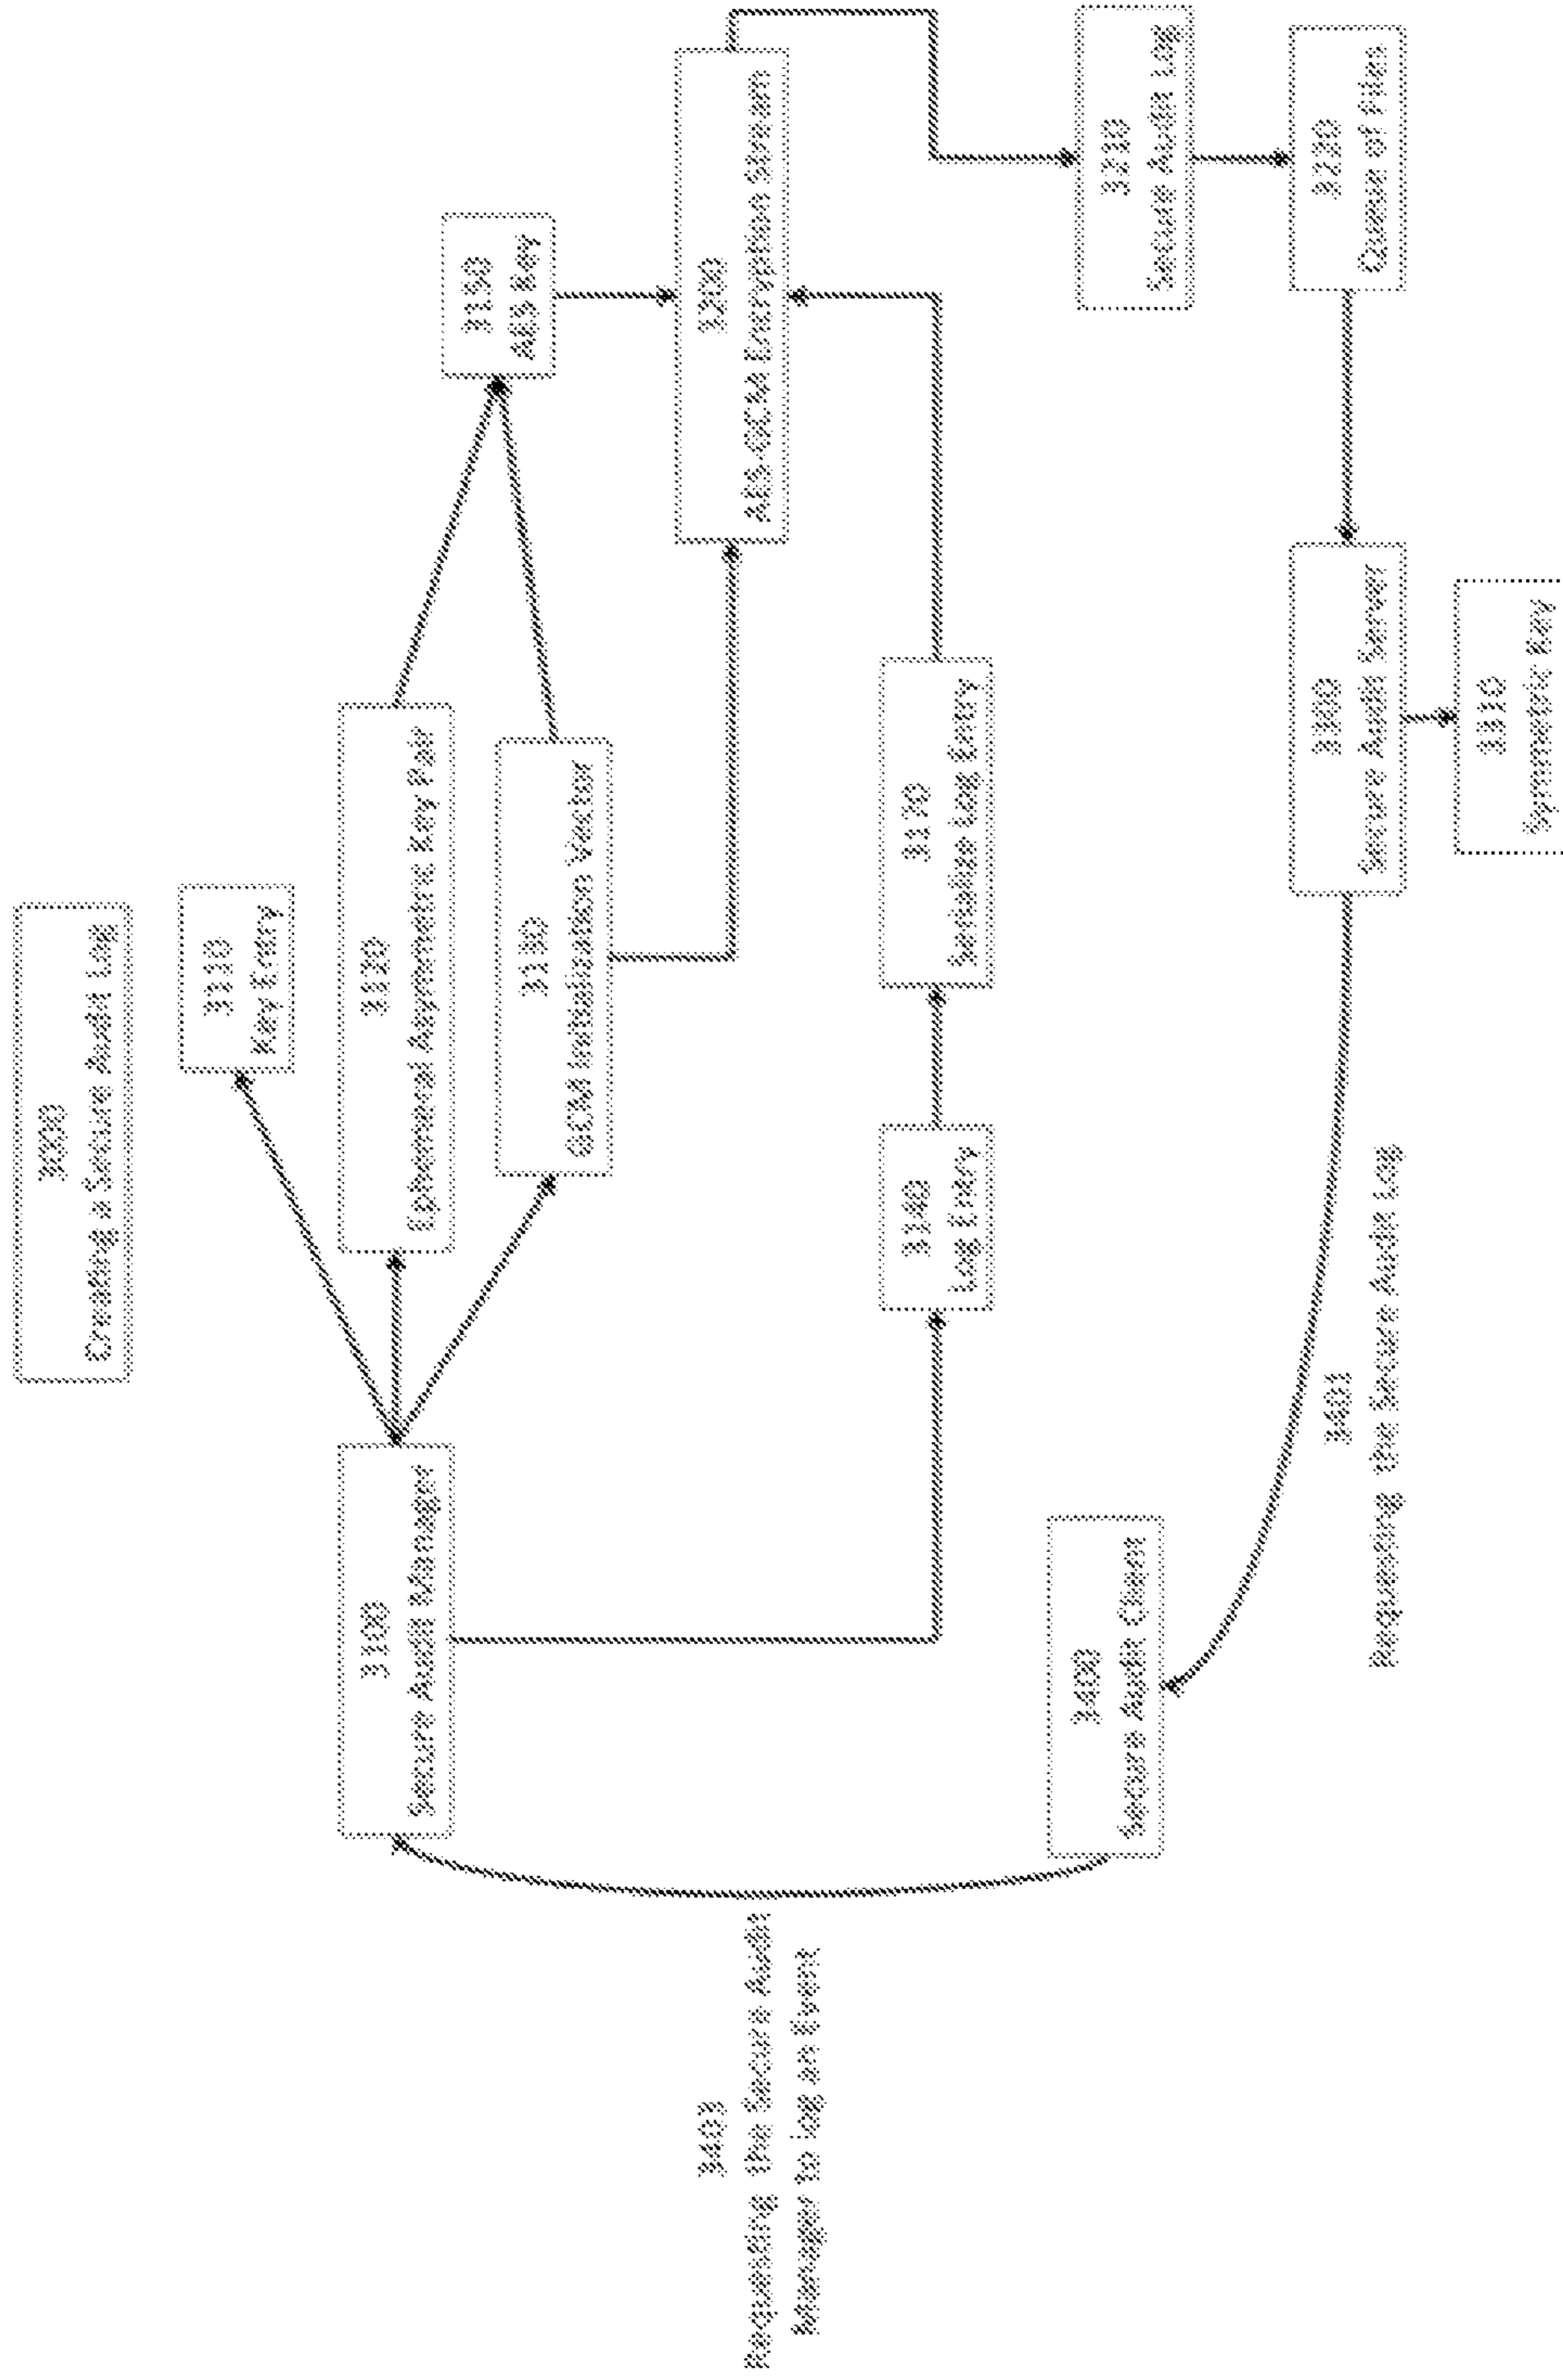 3000
Creating a Secure Audit Log
3110
Key Entry
3100
Secure Audit Manager
3120
Ephemeral Asymetric Key Pair
3150
AES Key
3130
GCM Initialization Vector
3200
AES-GCM Encryption Stream
3403
Requesting the Secure Audit
Manager to Log an Event
3140
Log Entry
3170
Serialize Log Entry
3400
Secure Audit Client
3210
Secure Audit Log
3401
Requesting the Secure Audit Log
3300
Secure Audit Server
3220
Queue of Files
3310
Symmetric Key